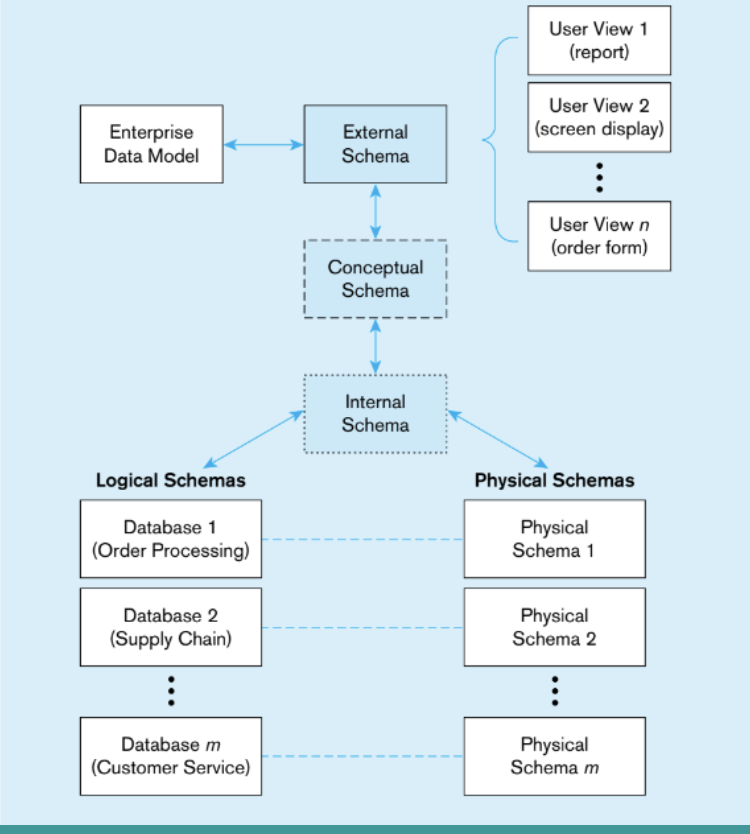 User View 1
(report)
Enterprise
Data Model
External
Schema
User View 2
(screen display)
User View n
(order form)
Conceptual
Schema
Internal
Schema
Logical Schemas
Physical Schemas
Database 1
(Order Processing)
Physical
Schema 1
Database 2
(Supply Chain)
Physical
Schema 2
Database m
(Customer Service)
Physical
Schema m